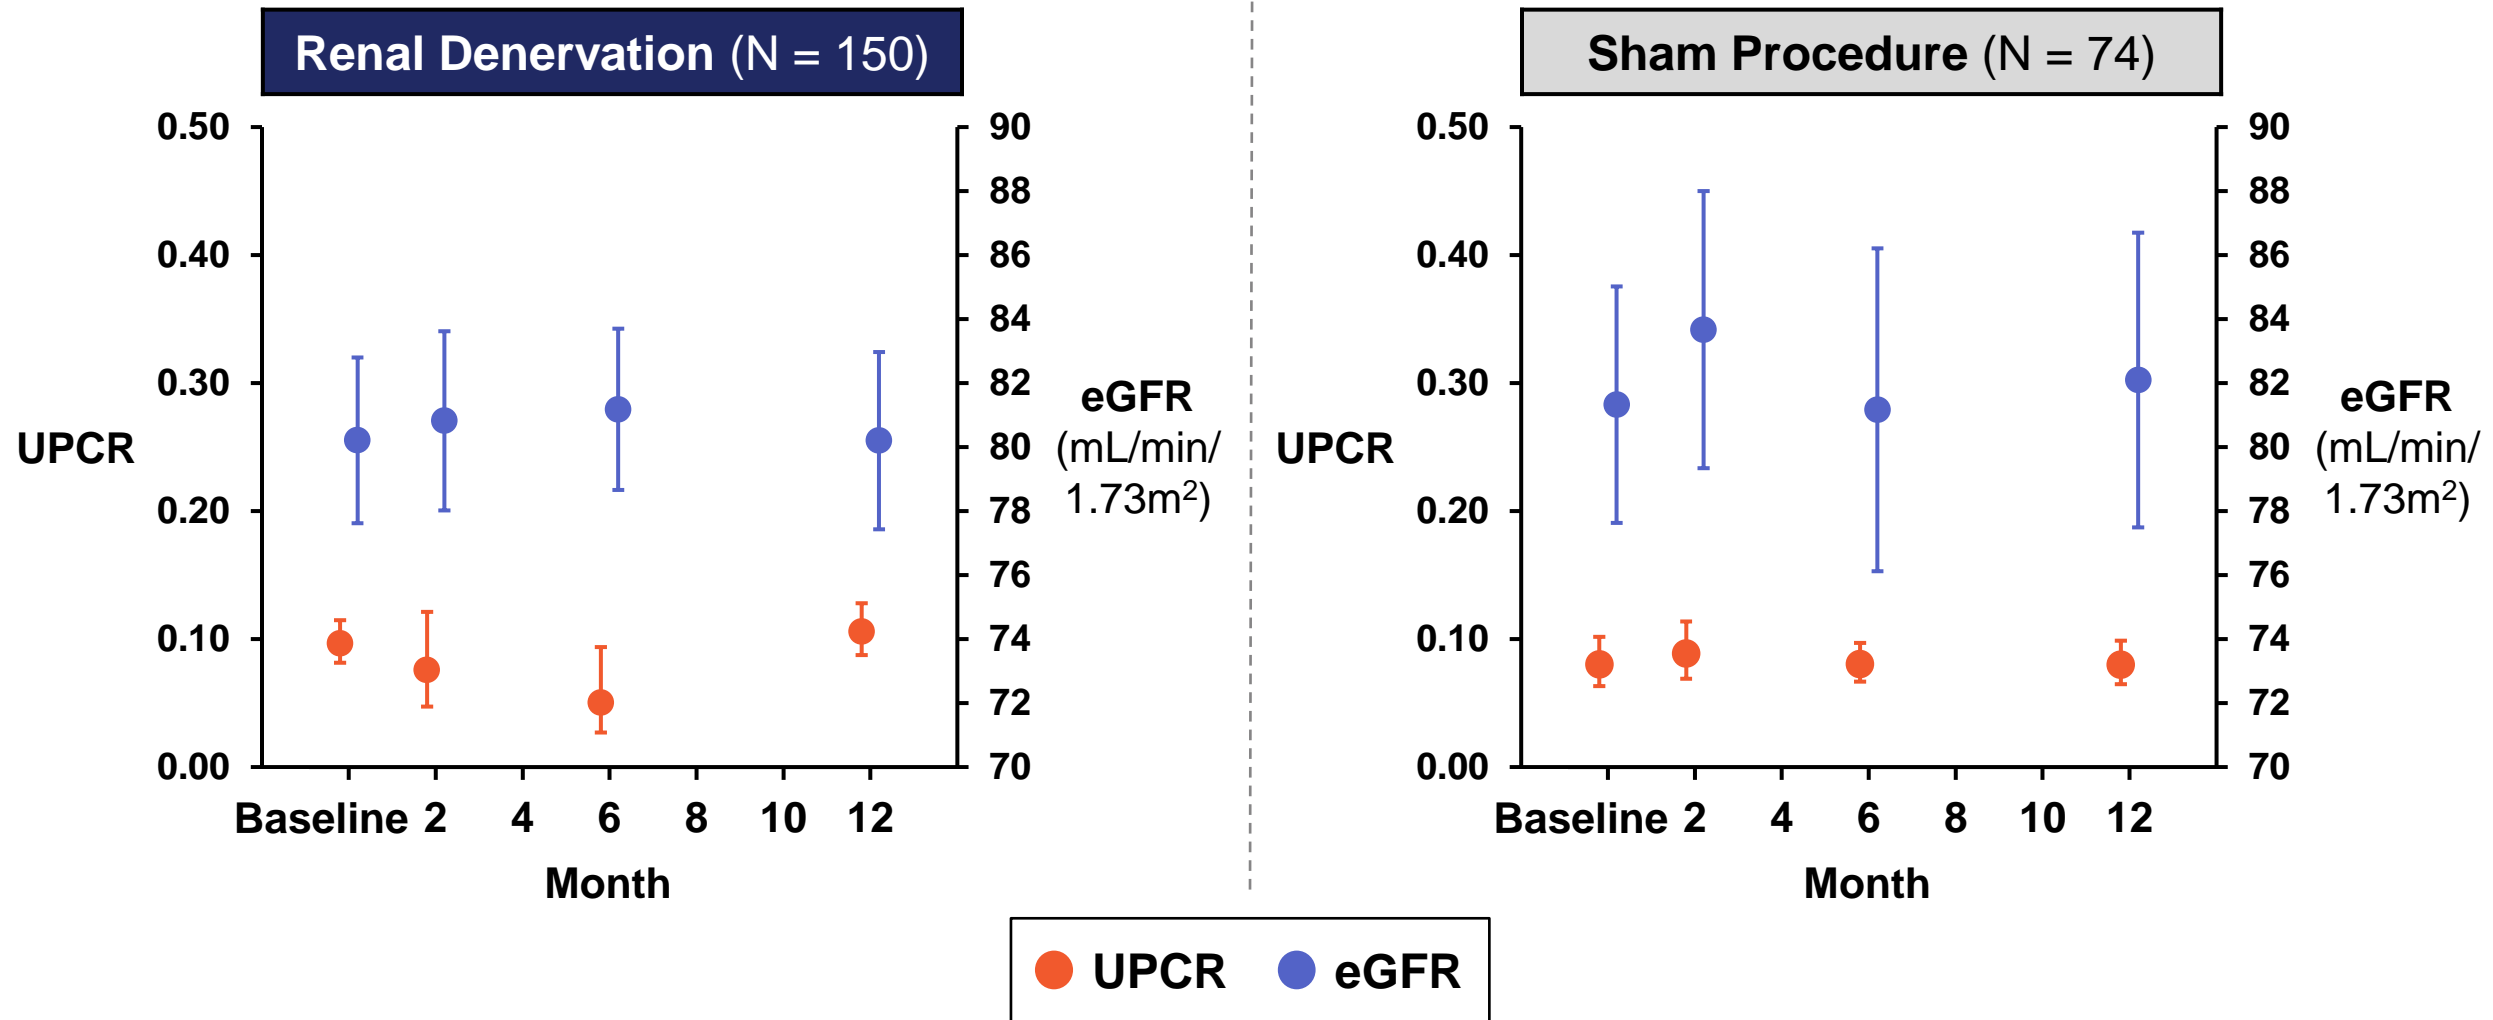 Renal Denervation (N = 150)
0.50
0.40
0.30
0.20
0.10
0.00
UPCR
90
88
86
84
82
80
78
76
74
72
70
eGFR
(mL/min/
1.73m²)
Baseline 2 4 6 8 10 12
Month
Sham Procedure (N = 74)
0.50
0.40
0.30
0.20
0.10
0.00
UPCR
90
88
86
84
82
80
78
76
74
72
70
eGFR
(mL/min/
1.73m²)
Baseline 2 4 6 8 10 12
Month
UPCR eGFR